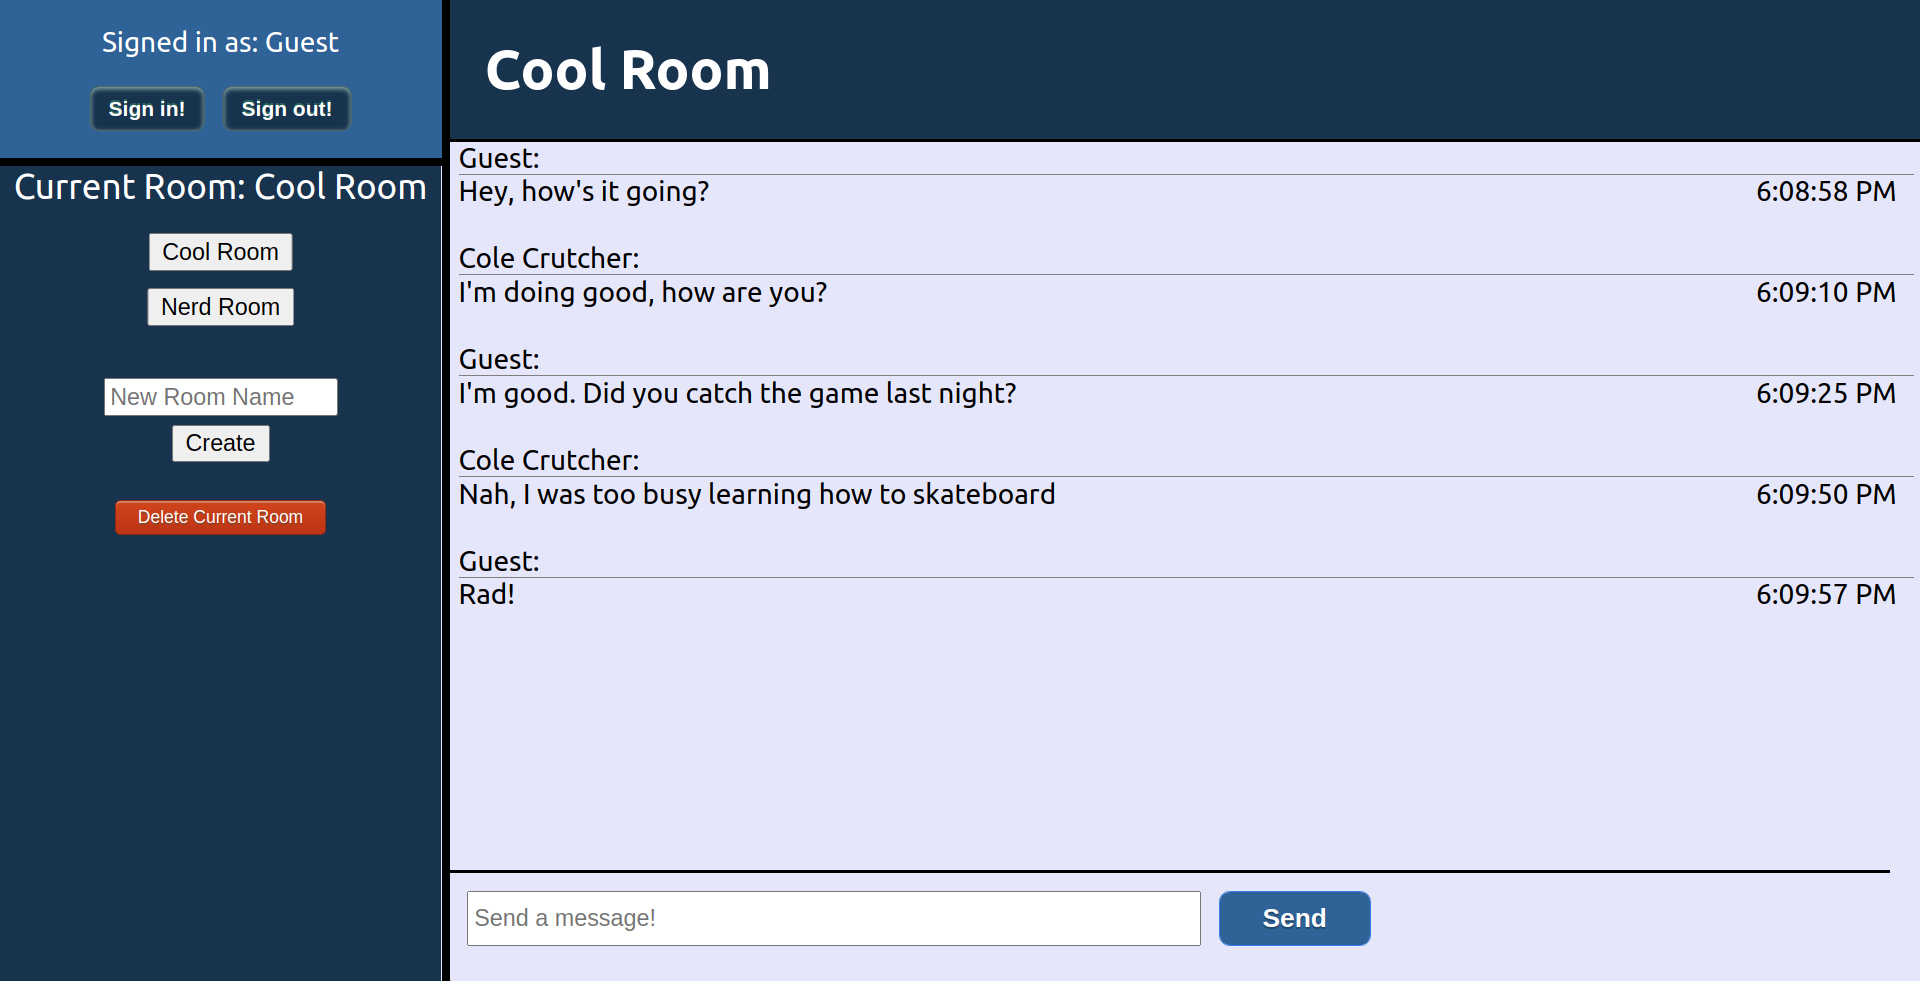 Signed in as: Guest
Sign in! Sign out!
Current Room: Cool Room
Cool Room
Nerd Room
New Room Name
Create
Delete Current Room
Cool Room
Guest:
Hey, how's it going? 6:08:58 PM
Cole Crutcher:
I'm doing good, how are you? 6:09:10 PM
Guest:
I'm good. Did you catch the game last night? 6:09:25 PM
Cole Crutcher:
Nah, I was too busy learning how to skateboard 6:09:50 PM
Guest:
Rad! 6:09:57 PM
Send a message! Send